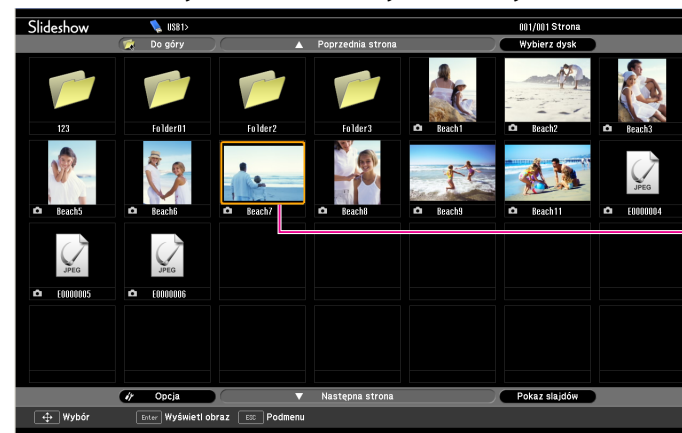 Slideshow USB1> 001/001 Strona
Do góry ▲ Poprzednia strona Wybierz dysk
123 Folder01 Folder2 Folder3 Beach1 Beach2 Beach3
JPEG
Beach5 Beach6 Beach7 Beach8 Beach9 Beach11 E0000004
JPEG JPEG
E0000005 E0000006
Opcja ▼ Następna strona Pokaz slajdów
Wybór Enter Wyświetl obraz ESC Podmenu